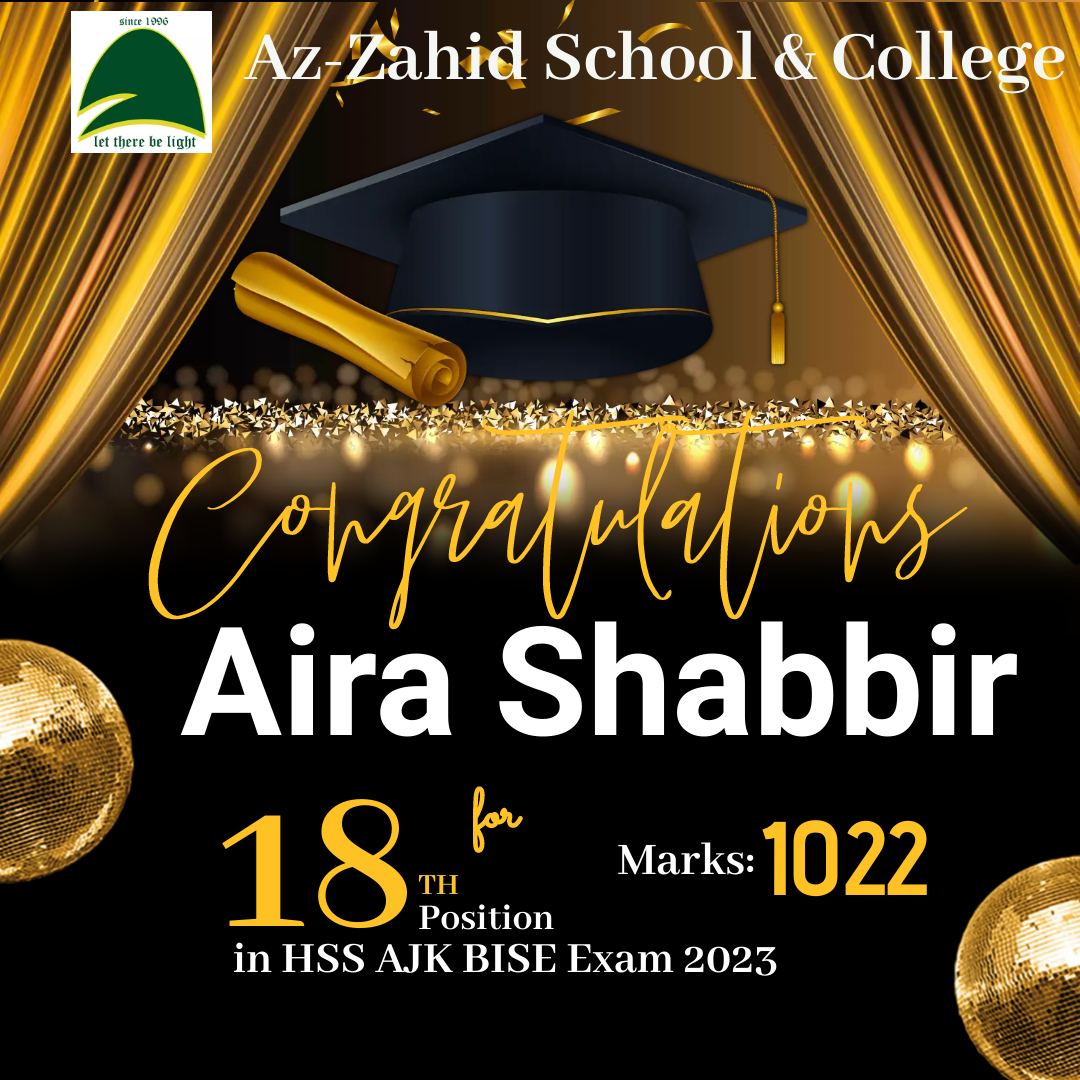 since 1996
let there be light
Az-Zahid School & College
Congratulations
Aira Shabbir
for
18TH
Position
Marks: 1022
in HSS AJK BISE Exam 2023